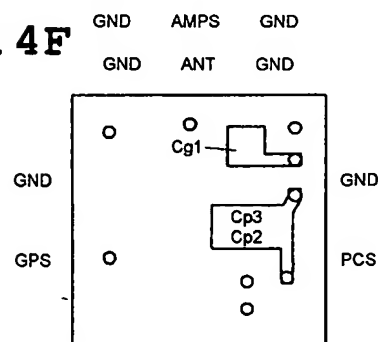 4F
GND AMPS GND
GND ANT GND
Cg1
GND GND
Cp3
Cp2
GPS PCS